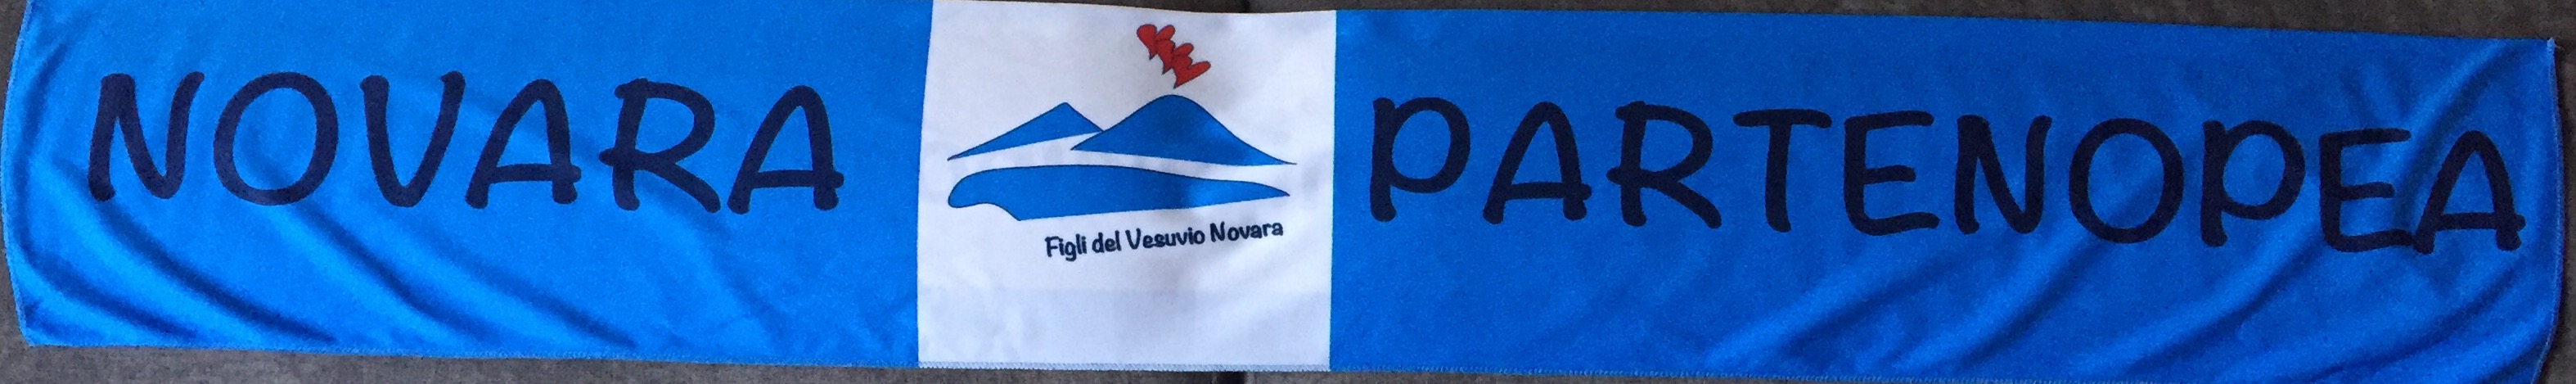 NOVARA
Figli del Vesuvio Novara
PARTENOPEA